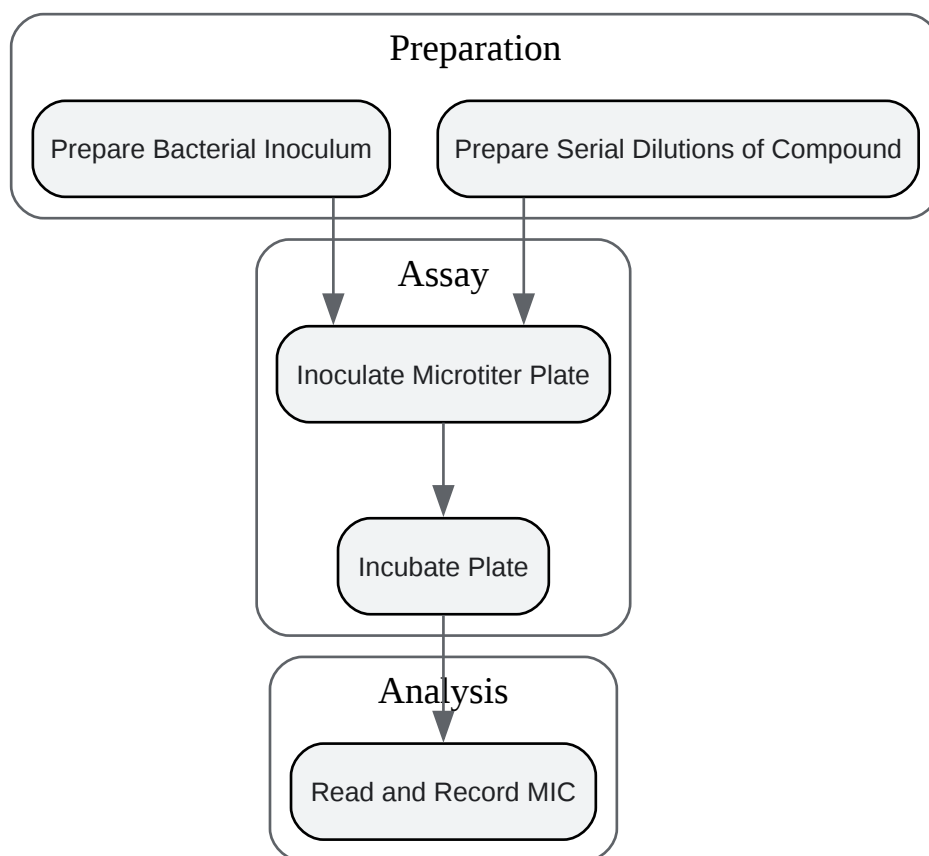 Preparation
Prepare Bacterial Inoculum
Prepare Serial Dilutions of Compound
Assay
Inoculate Microtiter Plate
Incubate Plate
Analysis
Read and Record MIC